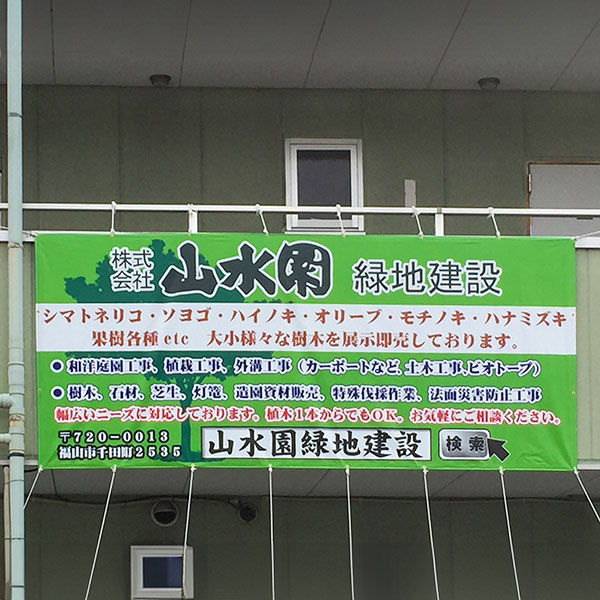 株式会社 山水園 緑地建設
シマトネリコ・ソヨゴ・ハイノキ・オリーブ・モチノキ・ハナミズキ
果樹各種 etc 大小様々な樹木を展示即売しております。
● 和洋庭園工事、植栽工事、外溝工事（カーポートなど、土木工事、ビオトープ）
● 樹木、石材、芝生、灯篭、造園資材販売、特殊伐採作業、法面災害防止工事
幅広いニーズに対応しております。植木1本からでもOK。お気軽にご相談ください。
〒720-0013
福山市千田町2535
山水園緑地建設 検索